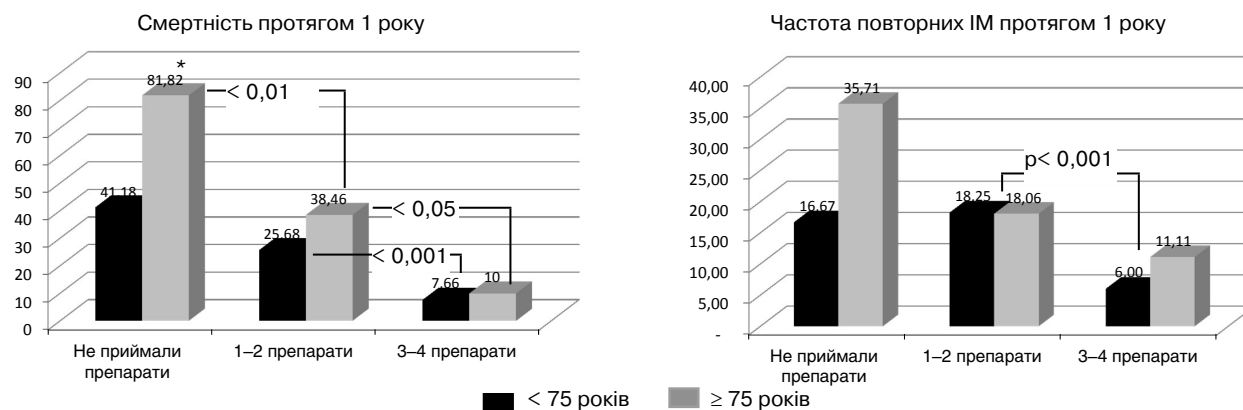 Смертність протягом 1 року
90
80
70
60
50
40
30
20
10
0
*
81,82
< 0,01
41,18
38,46
< 0,05
25,68
< 0,001
7,66
10
Не приймали
препарати
1–2 препарати
3–4 препарати
Частота повторних ІМ протягом 1 року
40,00
35,00
30,00
25,00
20,00
15,00
10,00
5,00
-
35,71
p< 0,001
16,67
18,25
18,06
11,11
6,00
Не приймали
препарати
1–2 препарати
3–4 препарати
< 75 років
≥ 75 років